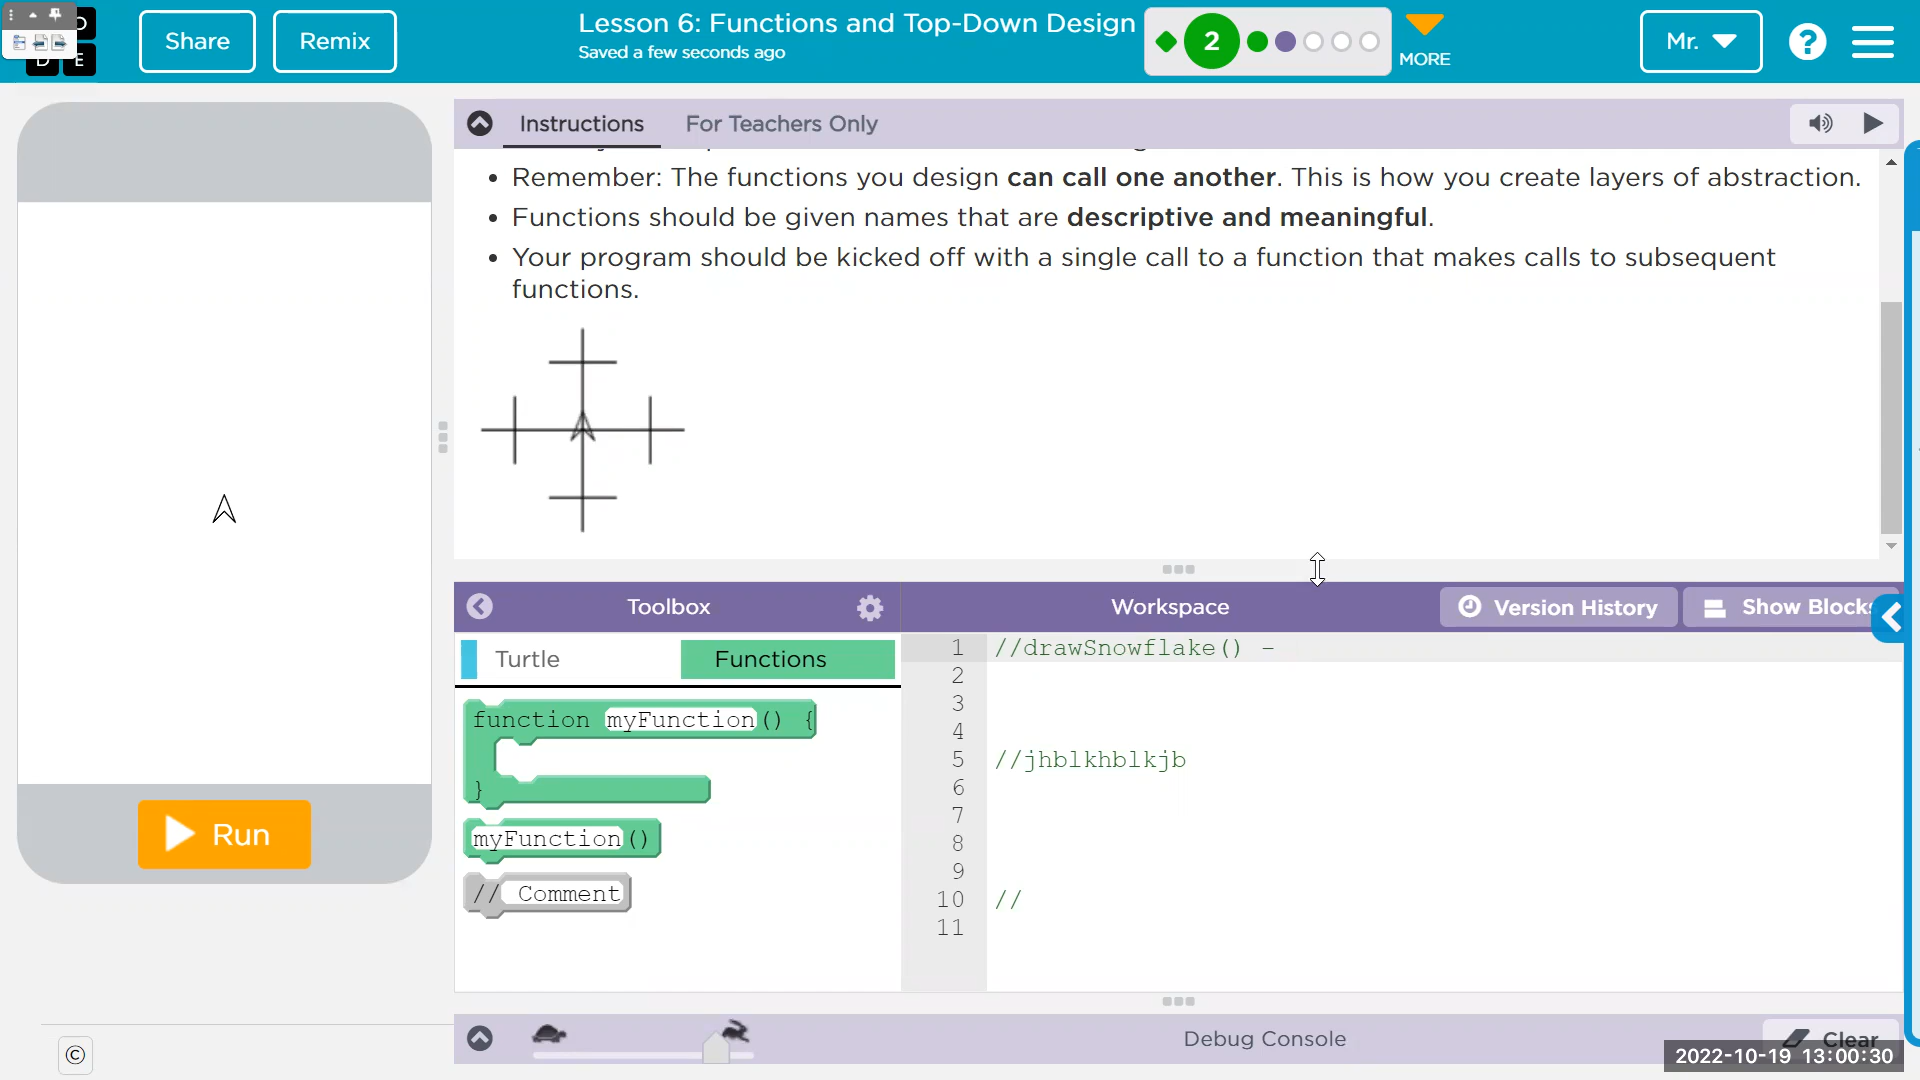 D
D E
Share
Remix
Lesson 6: Functions and Top-Down Design
Saved a few seconds ago
2
MORE
Mr.
?
Instructions
For Teachers Only
• Remember: The functions you design can call one another. This is how you create layers of abstraction.
• Functions should be given names that are descriptive and meaningful.
• Your program should be kicked off with a single call to a function that makes calls to subsequent
functions.
Toolbox
Workspace
Version History
Show Blocks
Turtle
Functions
function myFunction() {
}
myFunction()
// Comment
1 //drawSnowflake() -
2
3
4
5 //jhblkhblkjb
6
7
8
9
10 //
11
Run
©
Debug Console
Clear
2022-10-19 13:00:30